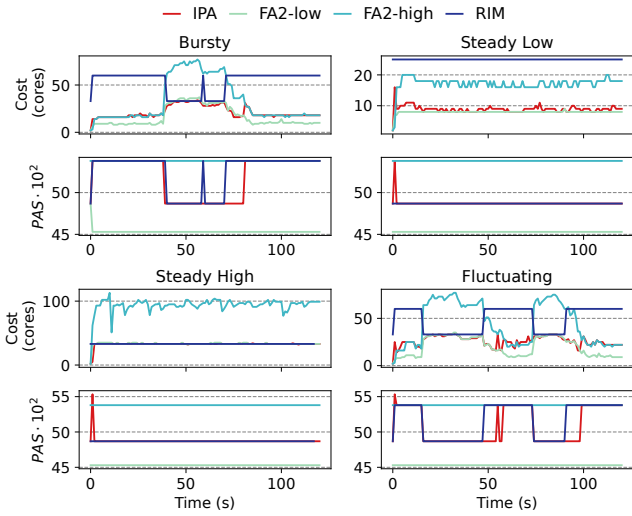 IPA FA2-low FA2-high RIM
Bursty
Steady Low
Cost
(cores)
50
0
20
10
PAS · 10²
50
45
0 50 100
0 50 100
Steady High
Fluctuating
Cost
(cores)
100
0
50
0
PAS · 10²
55
50
45
55
50
45
0 50 100
0 50 100
Time (s)
Time (s)